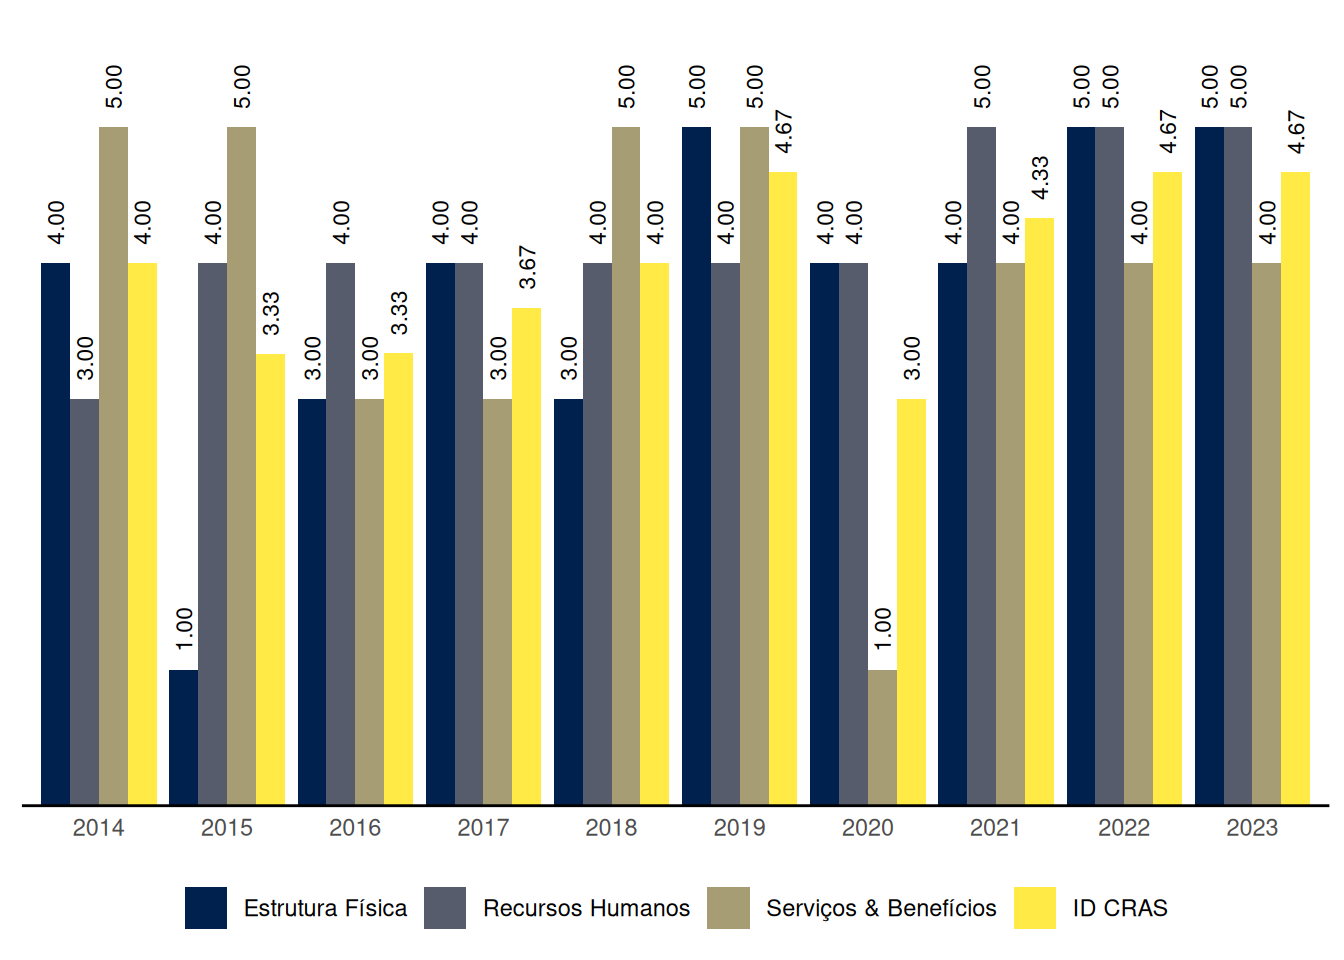 4.00 3.00 5.00 4.00 1.00 4.00 5.00 3.33 3.00 4.00 3.00 3.33 4.00 4.00 3.00 3.67 3.00 4.00 5.00 4.00 5.00 4.00 5.00 4.67 4.00 4.00 1.00 3.00 4.00 5.00 4.00 4.33 5.00 5.00 4.00 4.67 5.00 5.00 4.00 4.67
2014 2015 2016 2017 2018 2019 2020 2021 2022 2023
Estrutura Física Recursos Humanos Serviços & Benefícios ID CRAS